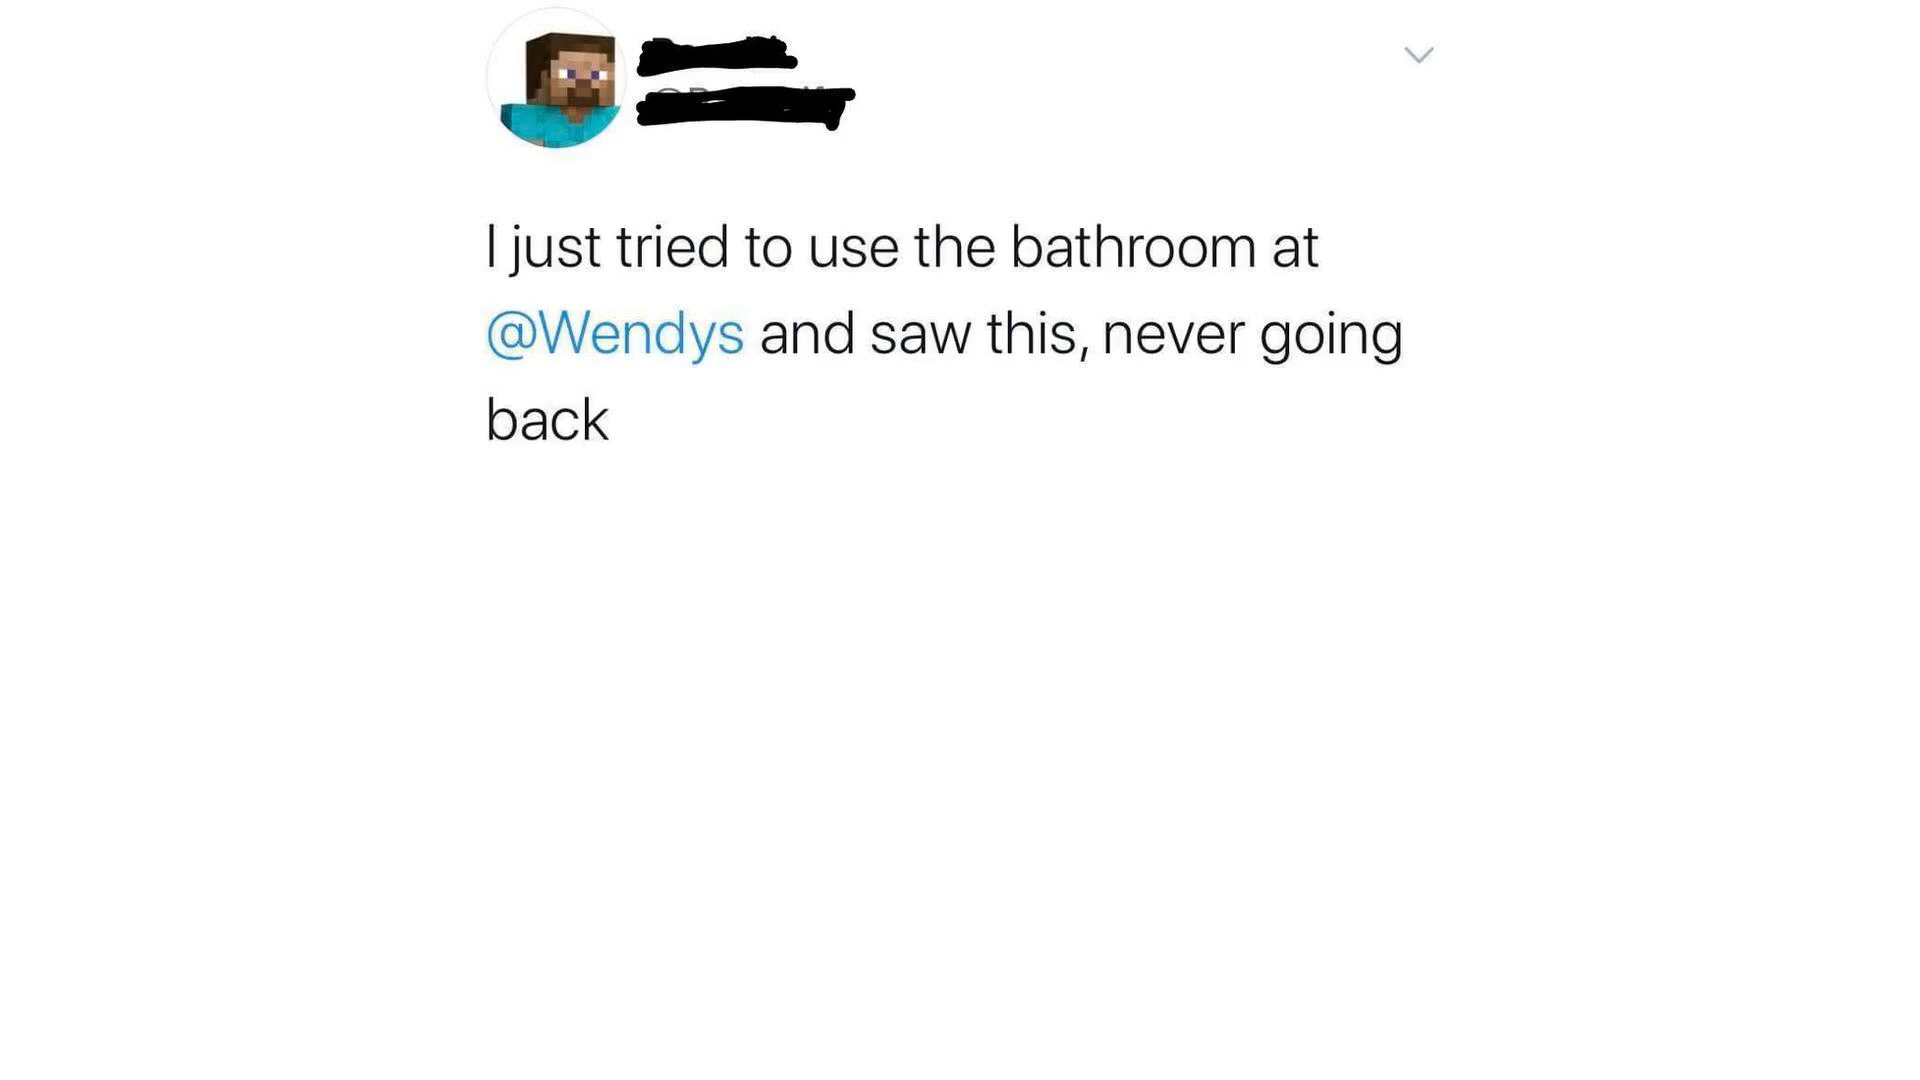 I just tried to use the bathroom at
@Wendys and saw this, never going
back